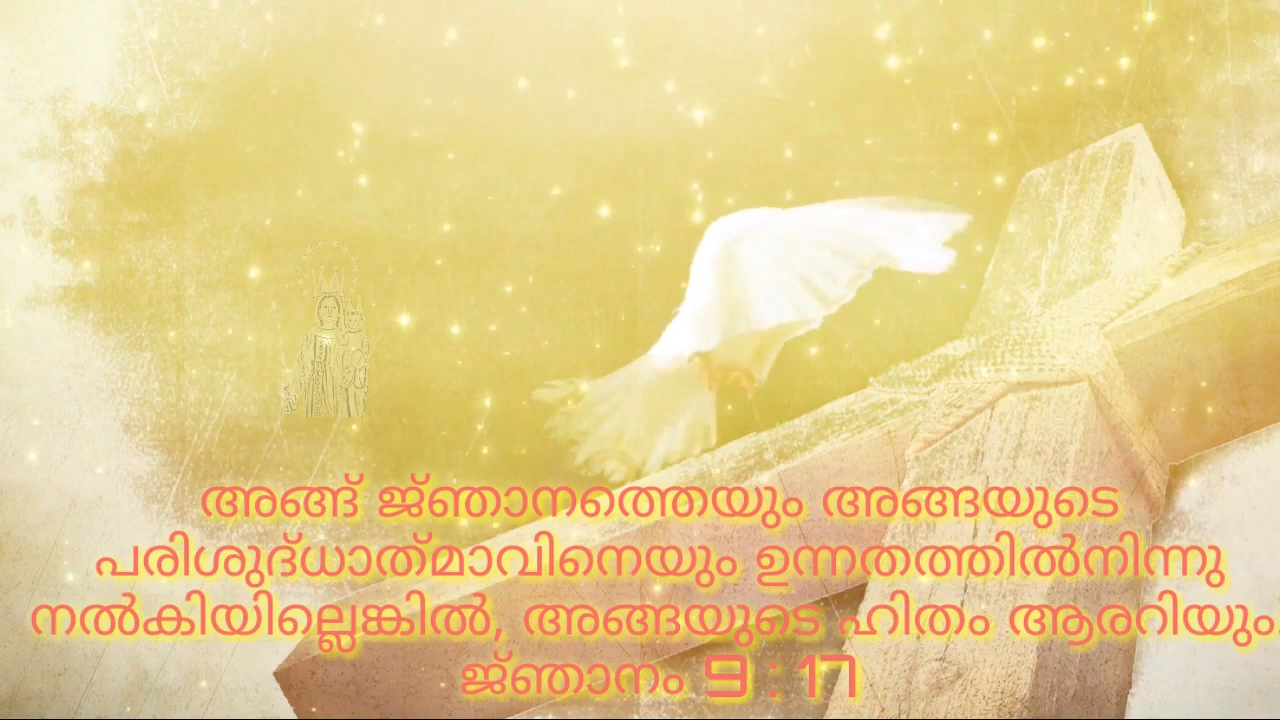 അങ്ങ് ജ്ഞാനത്തെയും അങ്ങയുടെ
പരിശുദ്ധാത്മാവിനെയും ഉന്നതത്തിൽനിന്നു
നൽകിയില്ലെങ്കിൽ, അങ്ങയുടെ ഹിതം ആരറിയും
ജ്ഞാനം 9 : 17